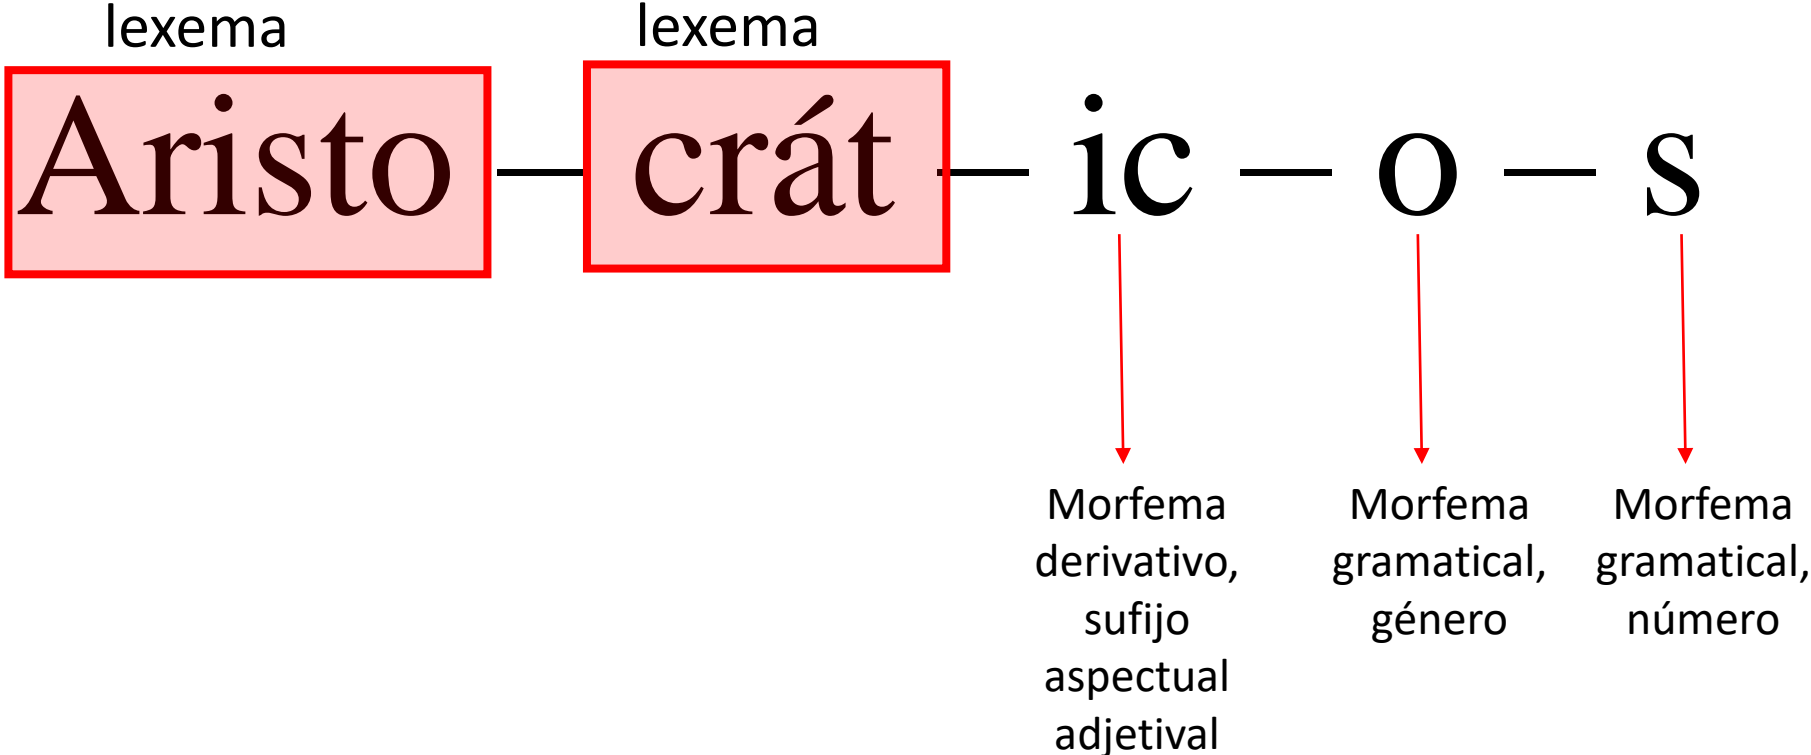 lexema lexema
Aristo — crát — ic — o — s
Morfema Morfema Morfema
derivativo, gramatical, gramatical,
sufijo género número
aspectual
adjetival